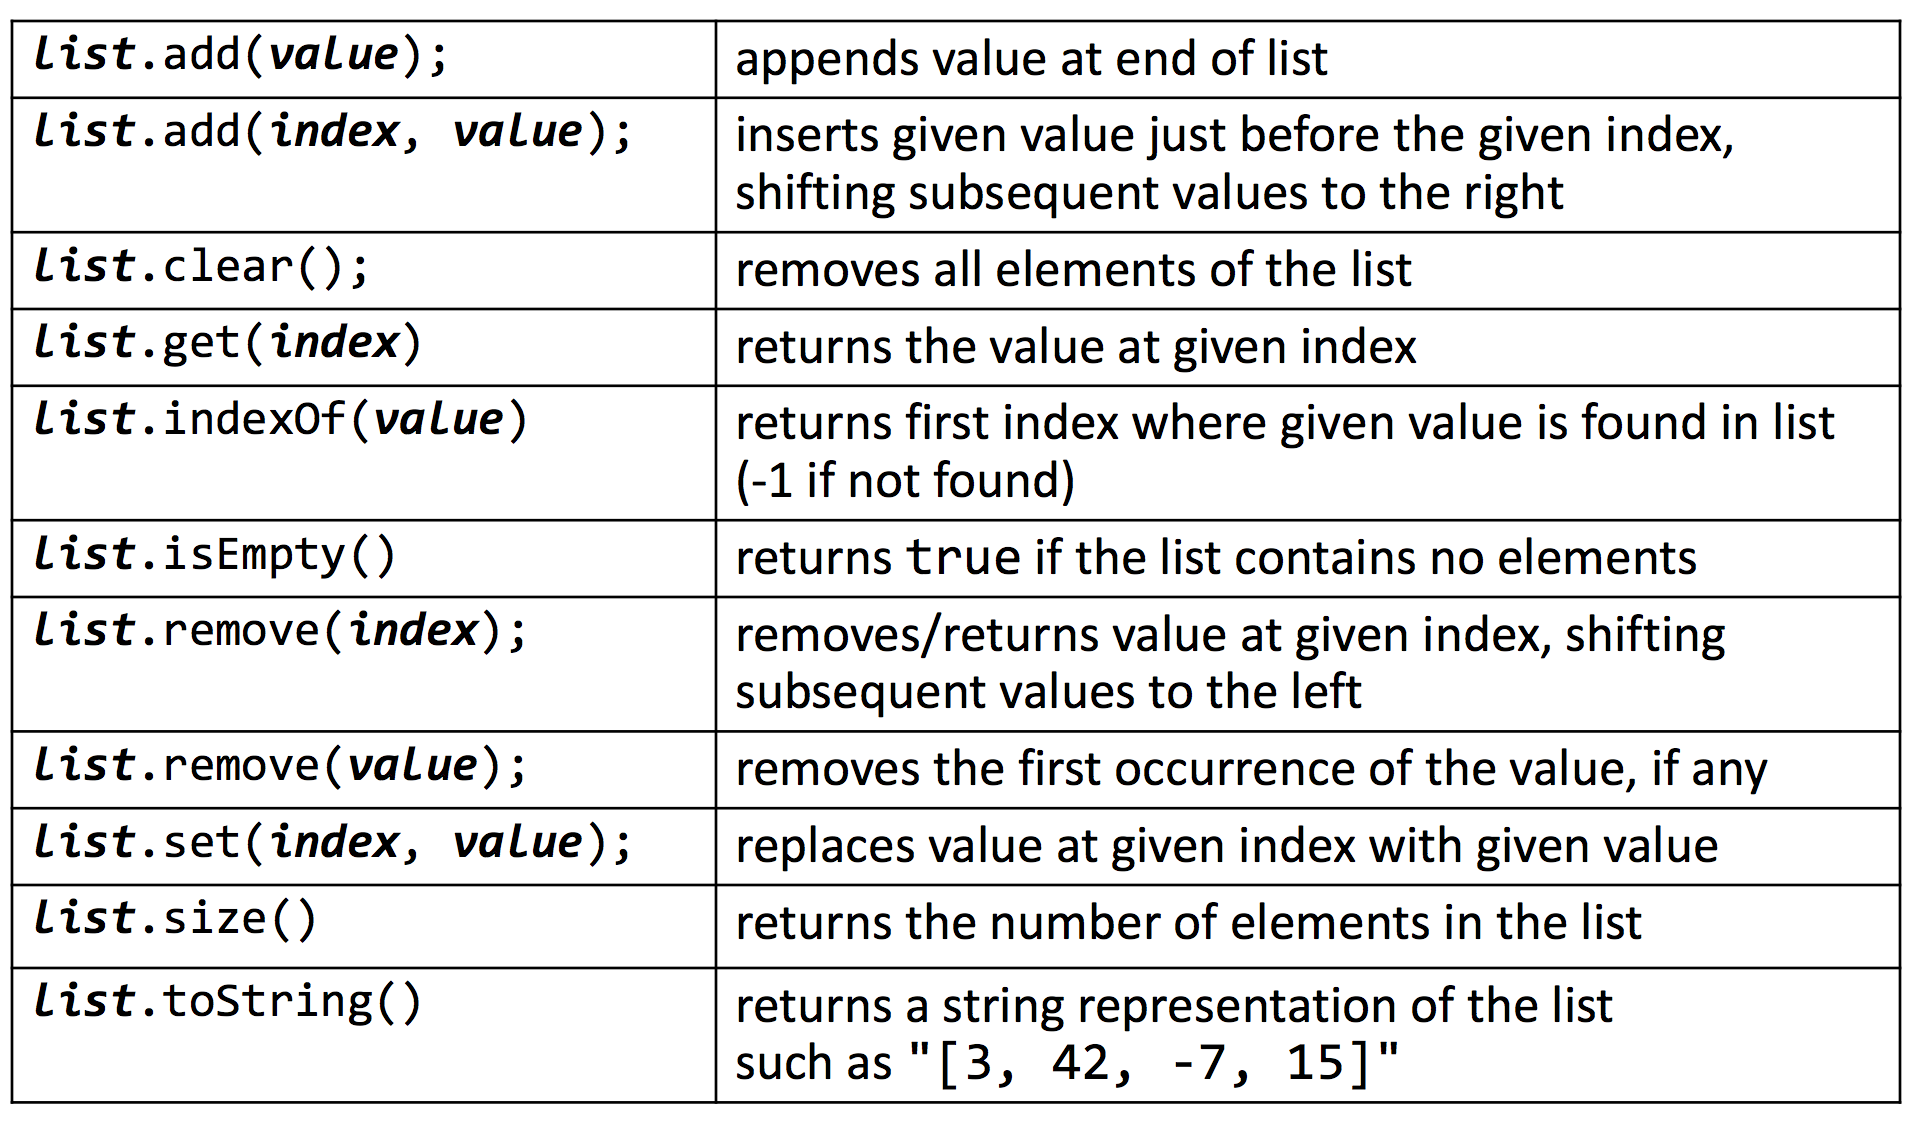 list.add(value);
appends value at end of list
list.add(index, value);
inserts given value just before the given index,
shifting subsequent values to the right
list.clear();
removes all elements of the list
list.get(index)
returns the value at given index
list.indexOf(value)
returns first index where given value is found in list
(-1 if not found)
list.isEmpty()
returns true if the list contains no elements
list.remove(index);
removes/returns value at given index, shifting
subsequent values to the left
list.remove(value);
removes the first occurrence of the value, if any
list.set(index, value);
replaces value at given index with given value
list.size()
returns the number of elements in the list
list.toString()
returns a string representation of the list
such as "[3, 42, -7, 15]"